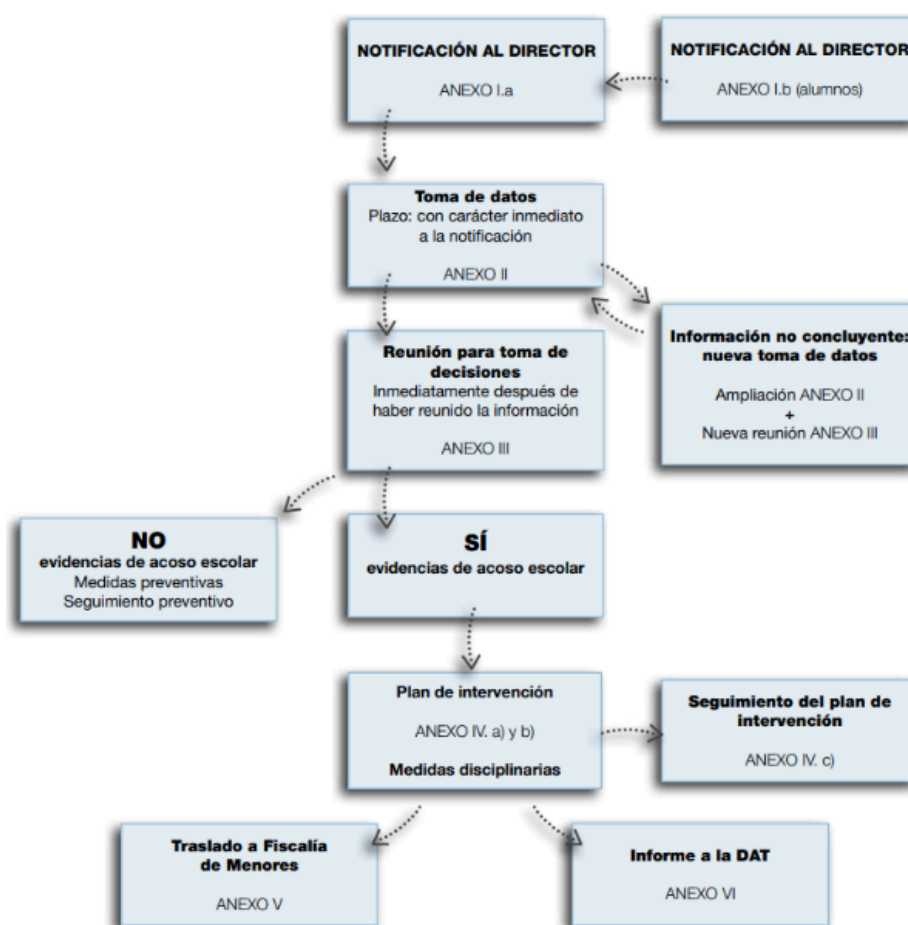 NOTIFICACIÓN AL DIRECTOR
ANEXO I.a
NOTIFICACIÓN AL DIRECTOR
ANEXO I.b (alumnos)
Toma de datos
Plazo: con carácter inmediato
a la notificación
ANEXO II
Información no concluyente:
nueva toma de datos
Ampliación ANEXO II
+
Nueva reunión ANEXO III
Reunión para toma de
decisiones
Inmediatamente después de
haber reunido la información
ANEXO III
NO
evidencias de acoso escolar
Medidas preventivas
Seguimiento preventivo
SÍ
evidencias de acoso escolar
Plan de intervención
ANEXO IV. a) y b)
Medidas disciplinarias
Seguimiento del plan de
intervención
ANEXO IV. c)
Traslado a Fiscalía
de Menores
ANEXO V
Informe a la DAT
ANEXO VI